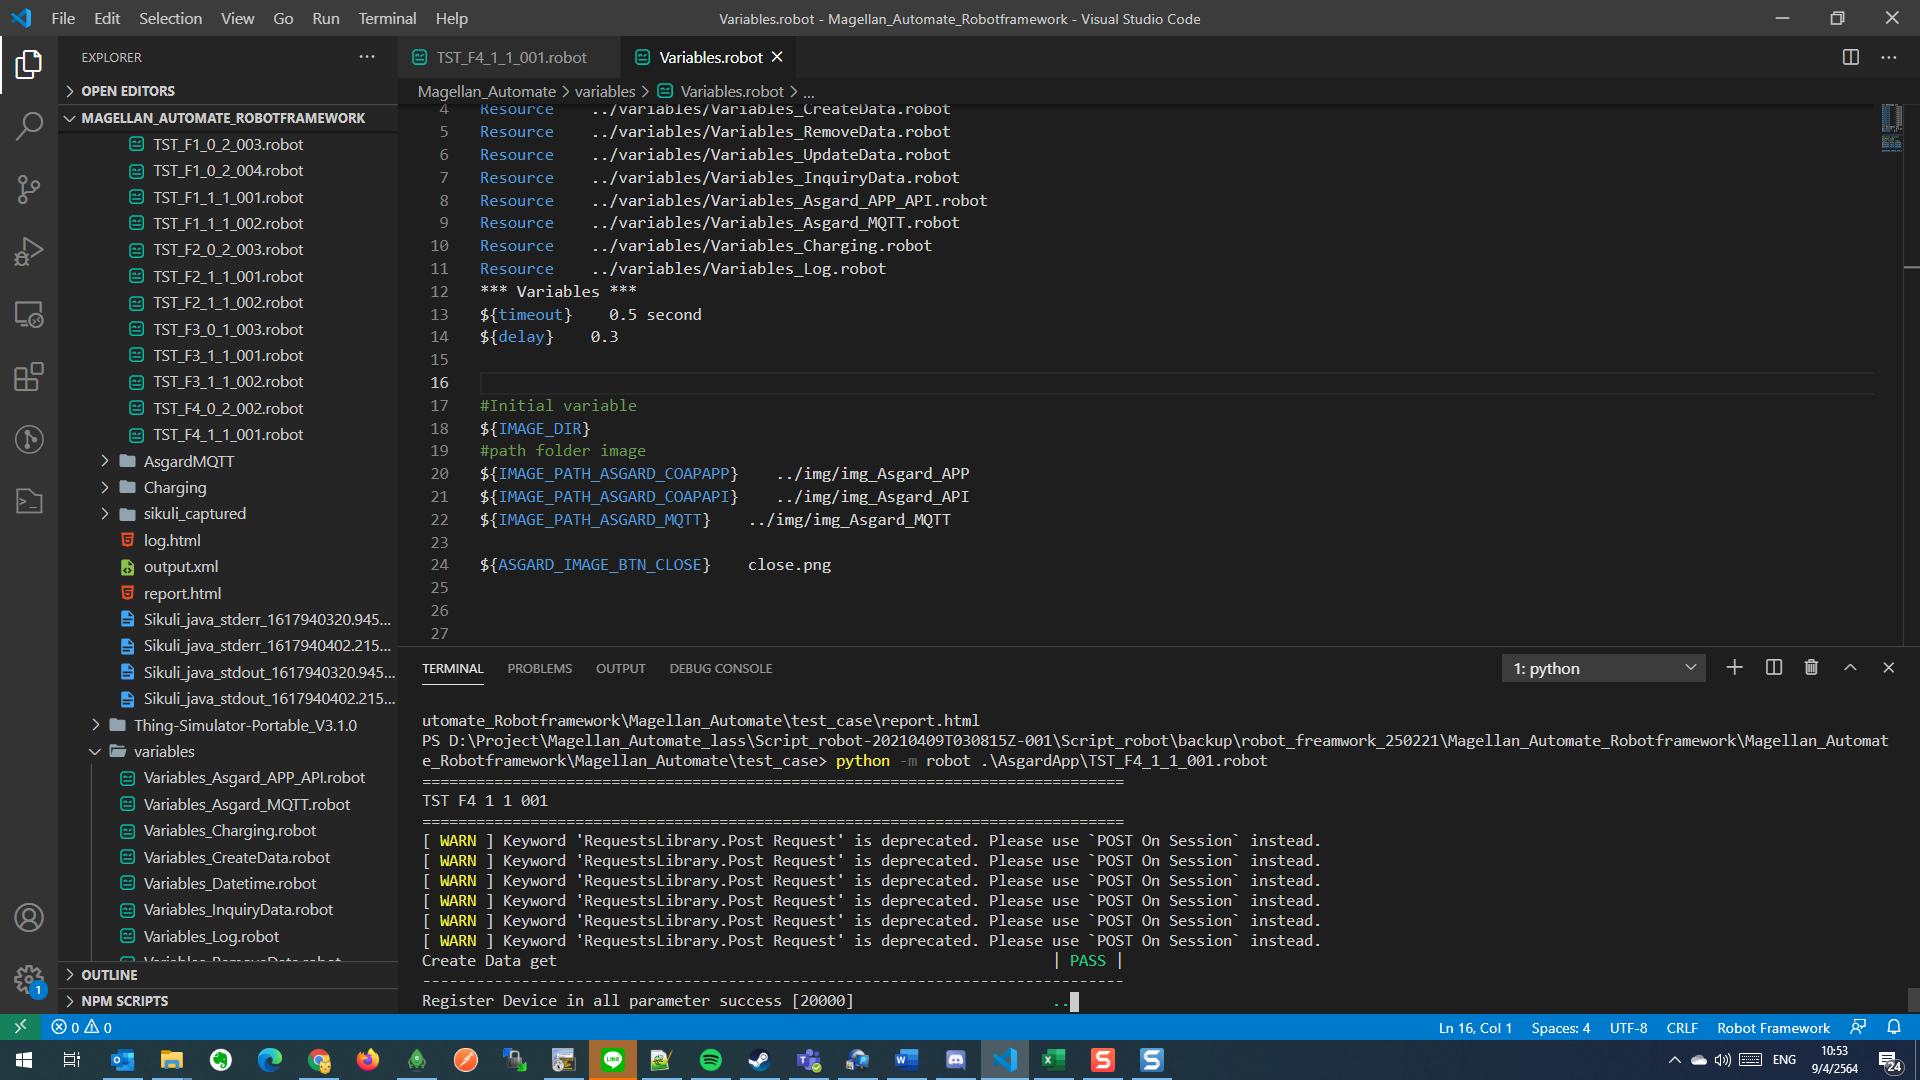 File Edit Selection View Go Run Terminal Help
Variables.robot - Magellan_Automate_Robotframework - Visual Studio Code
EXPLORER
OPEN EDITORS
MAGELLAN_AUTOMATE_ROBOTFRAMEWORK
TST_F1_0_2_003.robot
TST_F1_0_2_004.robot
TST_F1_1_1_001.robot
TST_F1_1_1_002.robot
TST_F2_0_2_003.robot
TST_F2_1_1_001.robot
TST_F2_1_1_002.robot
TST_F3_0_1_003.robot
TST_F3_1_1_001.robot
TST_F3_1_1_002.robot
TST_F4_0_2_002.robot
TST_F4_1_1_001.robot
AsgardMQTT
Charging
sikuli_captured
log.html
output.xml
report.html
Sikuli_java_stderr_1617940320.945...
Sikuli_java_stderr_1617940402.215...
Sikuli_java_stdout_1617940320.945...
Sikuli_java_stdout_1617940402.215...
Thing-Simulator-Portable_V3.1.0
variables
Variables_Asgard_APP_API.robot
Variables_Asgard_MQTT.robot
Variables_Charging.robot
Variables_CreateData.robot
Variables_Datetime.robot
Variables_InquiryData.robot
Variables_Log.robot
Variables_RemoveData.robot
OUTLINE
NPM SCRIPTS
TST_F4_1_1_001.robot
Variables.robot
Magellan_Automate > variables > Variables.robot > ...
4 Resource ../variables/Variables_CreateData.robot
5 Resource ../variables/Variables_RemoveData.robot
6 Resource ../variables/Variables_UpdateData.robot
7 Resource ../variables/Variables_InquiryData.robot
8 Resource ../variables/Variables_Asgard_APP_API.robot
9 Resource ../variables/Variables_Asgard_MQTT.robot
10 Resource ../variables/Variables_Charging.robot
11 Resource ../variables/Variables_Log.robot
12 *** Variables ***
13 ${timeout} 0.5 second
14 ${delay} 0.3
15
16
17 #Initial variable
18 ${IMAGE_DIR}
19 #path folder image
20 ${IMAGE_PATH_ASGARD_COAPAPP} ../img/img_Asgard_APP
21 ${IMAGE_PATH_ASGARD_COAPAPI} ../img/img_Asgard_API
22 ${IMAGE_PATH_ASGARD_MQTT} ../img/img_Asgard_MQTT
23
24 ${ASGARD_IMAGE_BTN_CLOSE} close.png
25
26
27
TERMINAL PROBLEMS OUTPUT DEBUG CONSOLE
1: python
utomate_Robotframework\Magellan_Automate\test_case\report.html
PS D:\Project\Magellan_Automate_lass\Script_robot-20210409T030815Z-001\Script_robot\backup\robot_freamwork_250221\Magellan_Automate_Robotframework\Magellan_Automat
e_Robotframework\Magellan_Automate\test_case> python -m robot .\AsgardApp\TST_F4_1_1_001.robot
==============================================================================
TST F4 1 1 001
==============================================================================
[ WARN ] Keyword 'RequestsLibrary.Post Request' is deprecated. Please use `POST On Session` instead.
[ WARN ] Keyword 'RequestsLibrary.Post Request' is deprecated. Please use `POST On Session` instead.
[ WARN ] Keyword 'RequestsLibrary.Post Request' is deprecated. Please use `POST On Session` instead.
[ WARN ] Keyword 'RequestsLibrary.Post Request' is deprecated. Please use `POST On Session` instead.
[ WARN ] Keyword 'RequestsLibrary.Post Request' is deprecated. Please use `POST On Session` instead.
[ WARN ] Keyword 'RequestsLibrary.Post Request' is deprecated. Please use `POST On Session` instead.
Create Data get | PASS |
------------------------------------------------------------------------------
Register Device in all parameter success [20000] ..
1
0 0
Ln 16, Col 1 Spaces: 4 UTF-8 CRLF Robot Framework
LINE
ENG
10:53
9/4/2564
24